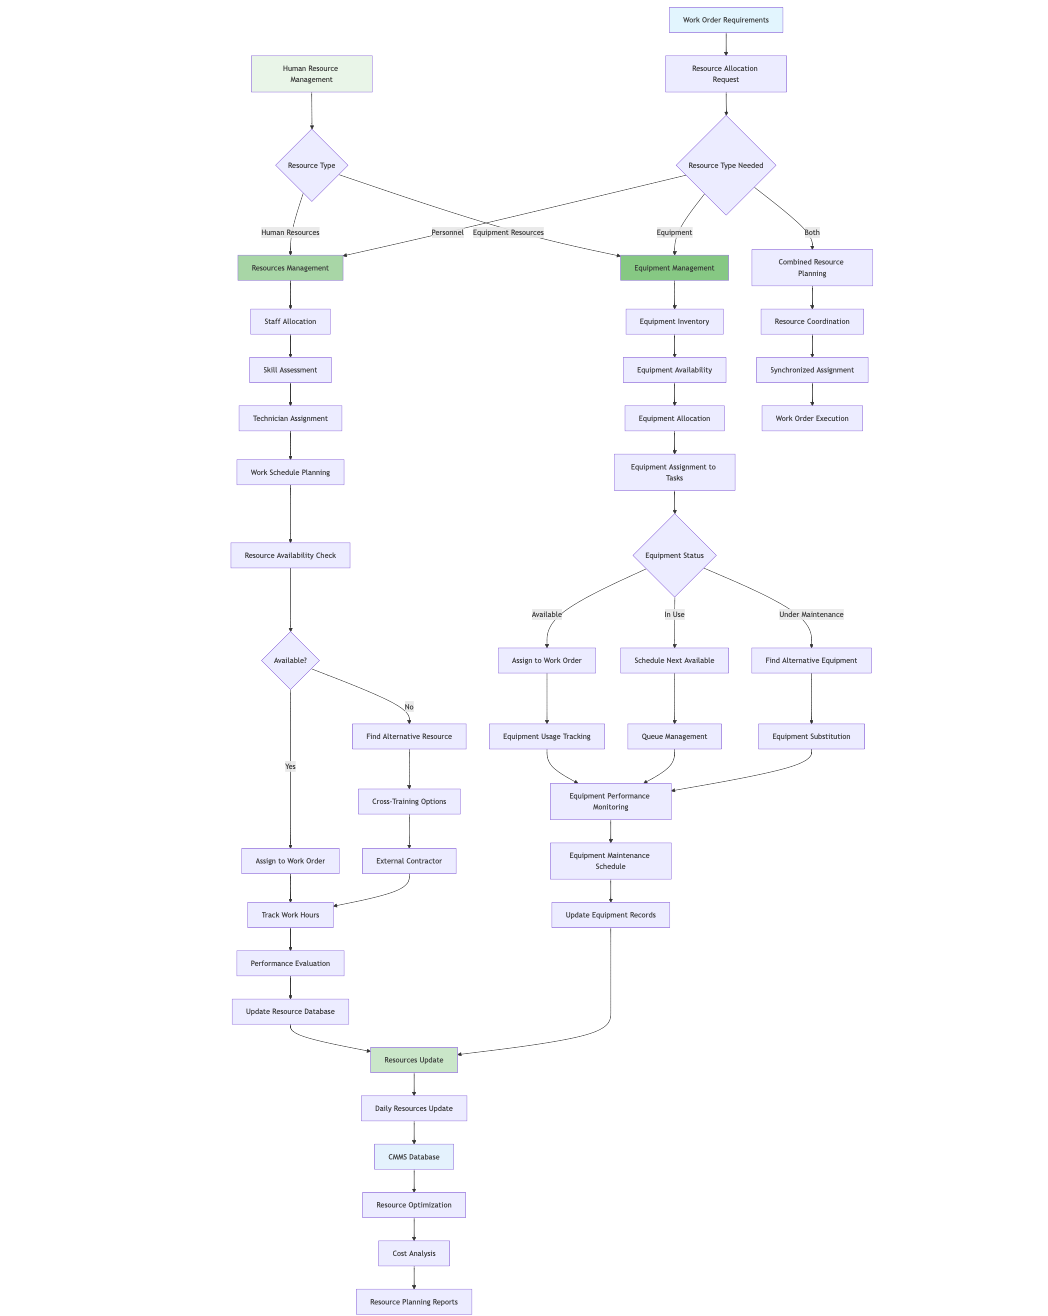 Work Order Requirements
Human Resource
Management
Resource Allocation
Request
Resource Type
Resource Type Needed
Human Resources
Personnel
Equipment Resources
Equipment
Both
Resources Management
Equipment Management
Combined Resource
Planning
Staff Allocation
Equipment Inventory
Resource Coordination
Skill Assessment
Equipment Availability
Synchronized Assignment
Technician Assignment
Equipment Allocation
Work Order Execution
Work Schedule Planning
Equipment Assignment to
Tasks
Resource Availability Check
Equipment Status
Available
In Use
Under Maintenance
Available?
Assign to Work Order
Schedule Next Available
Find Alternative Equipment
No
Find Alternative Resource
Equipment Usage Tracking
Queue Management
Equipment Substitution
Yes
Cross-Training Options
Equipment Performance
Monitoring
Assign to Work Order
External Contractor
Equipment Maintenance
Schedule
Track Work Hours
Update Equipment Records
Performance Evaluation
Update Resource Database
Resources Update
Daily Resources Update
CMMS Database
Resource Optimization
Cost Analysis
Resource Planning Reports